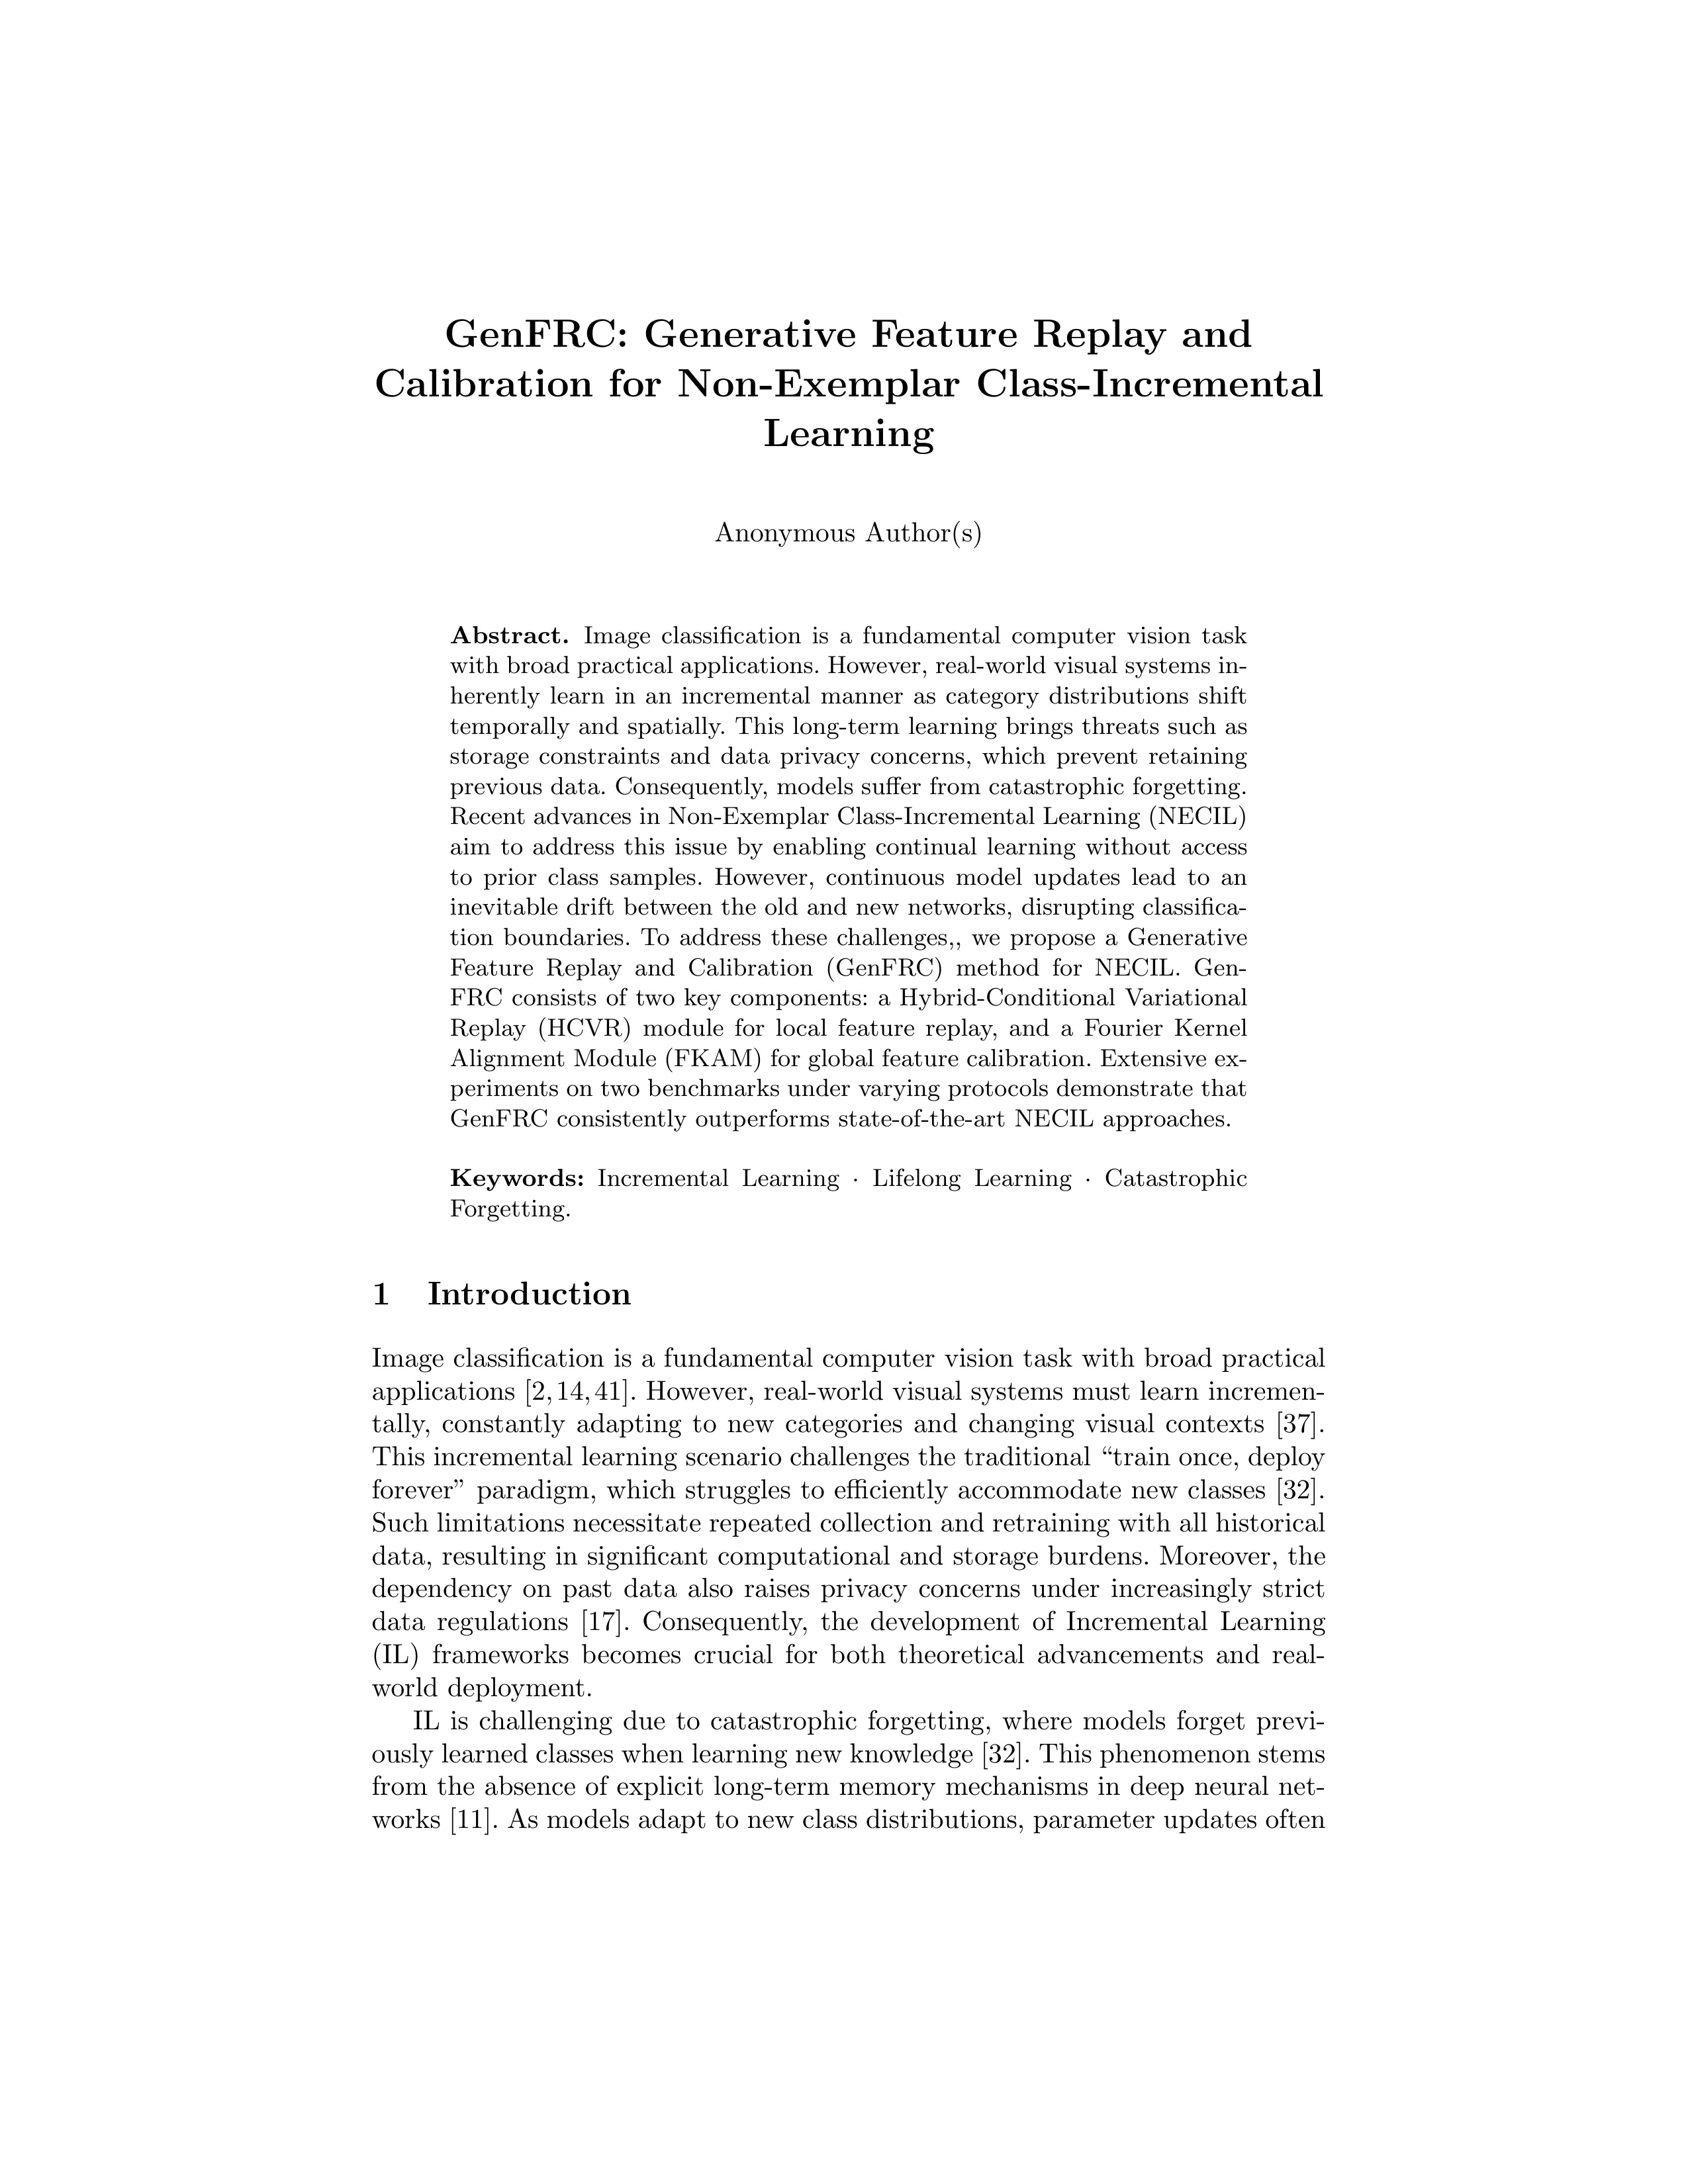 GenFRC: Generative Feature Replay and
Calibration for Non-Exemplar Class-Incremental
Learning
Anonymous Author(s)
Abstract. Image classification is a fundamental computer vision task
with broad practical applications. However, real-world visual systems in-
herently learn in an incremental manner as category distributions shift
temporally and spatially. This long-term learning brings threats such as
storage constraints and data privacy concerns, which prevent retaining
previous data. Consequently, models suffer from catastrophic forgetting.
Recent advances in Non-Exemplar Class-Incremental Learning (NECIL)
aim to address this issue by enabling continual learning without access
to prior class samples. However, continuous model updates lead to an
inevitable drift between the old and new networks, disrupting classifica-
tion boundaries. To address these challenges,, we propose a Generative
Feature Replay and Calibration (GenFRC) method for NECIL. Gen-
FRC consists of two key components: a Hybrid-Conditional Variational
Replay (HCVR) module for local feature replay, and a Fourier Kernel
Alignment Module (FKAM) for global feature calibration. Extensive ex-
periments on two benchmarks under varying protocols demonstrate that
GenFRC consistently outperforms state-of-the-art NECIL approaches.
Keywords: Incremental Learning · Lifelong Learning · Catastrophic
Forgetting.
1 Introduction
Image classification is a fundamental computer vision task with broad practical
applications [2,14,41]. However, real-world visual systems must learn incremen-
tally, constantly adapting to new categories and changing visual contexts [37].
This incremental learning scenario challenges the traditional “train once, deploy
forever” paradigm, which struggles to efficiently accommodate new classes [32].
Such limitations necessitate repeated collection and retraining with all historical
data, resulting in significant computational and storage burdens. Moreover, the
dependency on past data also raises privacy concerns under increasingly strict
data regulations [17]. Consequently, the development of Incremental Learning
(IL) frameworks becomes crucial for both theoretical advancements and real-
world deployment.
IL is challenging due to catastrophic forgetting, where models forget previ-
ously learned classes when learning new knowledge [32]. This phenomenon stems
from the absence of explicit long-term memory mechanisms in deep neural net-
works [11]. As models adapt to new class distributions, parameter updates often